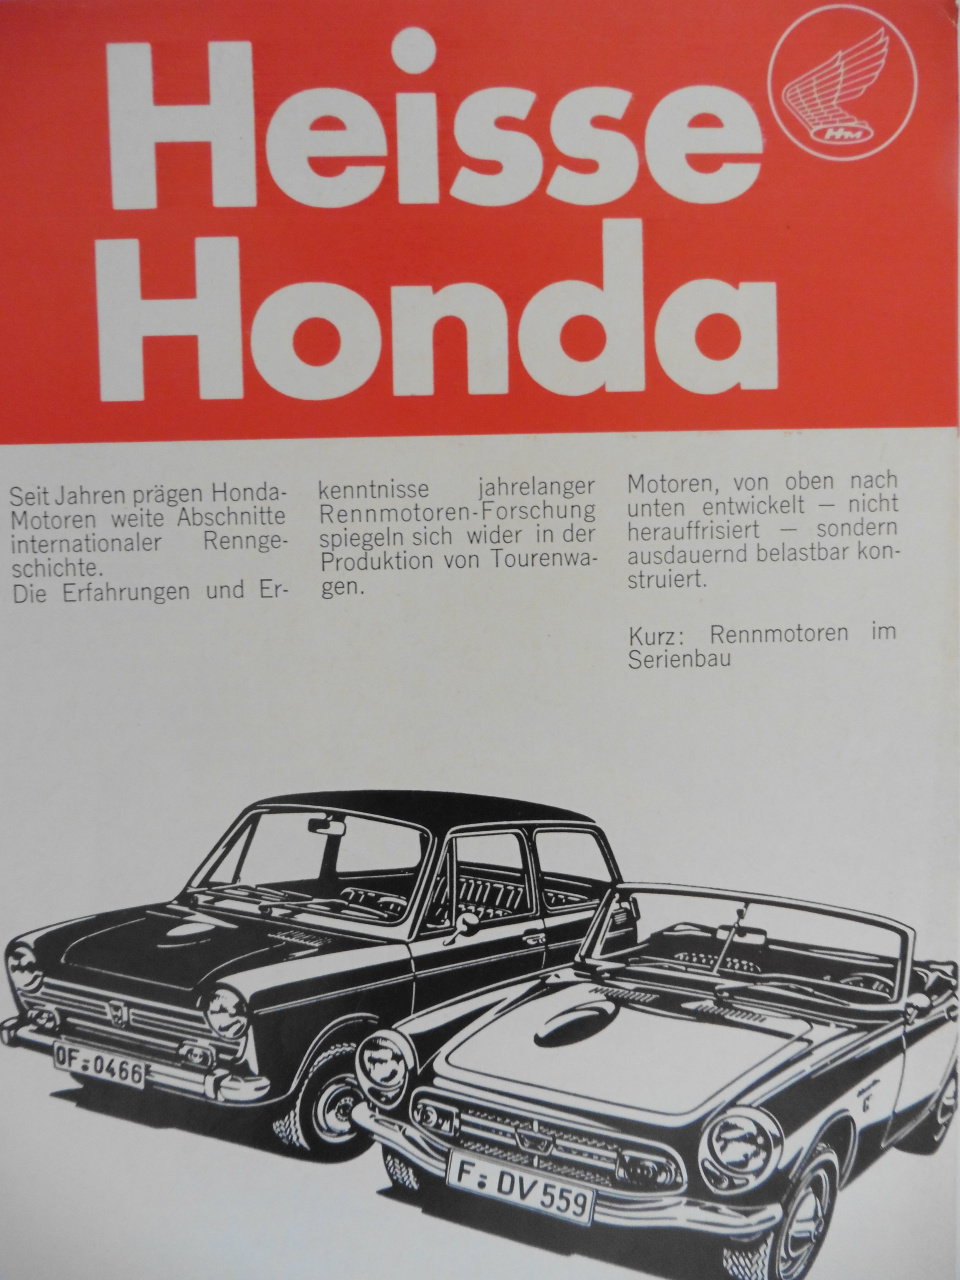 Heisse
Honda
HM
Seit Jahren prägen Honda-
Motoren weite Abschnitte
internationaler Rennge-
schichte.
Die Erfahrungen und Er-
kenntnisse jahrelanger
Rennmotoren-Forschung
spiegeln sich wider in der
Produktion von Tourenwa-
gen.
Motoren, von oben nach
unten entwickelt — nicht
herauffrisiert — sondern
ausdauernd belastbar kon-
struiert.
Kurz: Rennmotoren im
Serienbau
OF:0466
F:DV 559